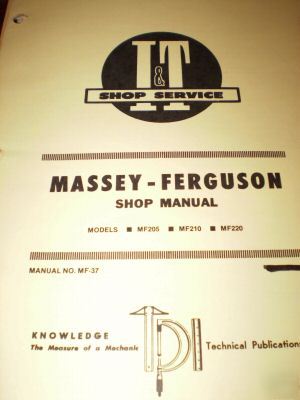 I&T
SHOP SERVICE
MASSEY-FERGUSON
SHOP MANUAL
MODELS ■ MF205 ■ MF210 ■ MF220
MANUAL NO. MF-37
KNOWLEDGE
The Measure of a Mechanic
TPI
Technical Publications